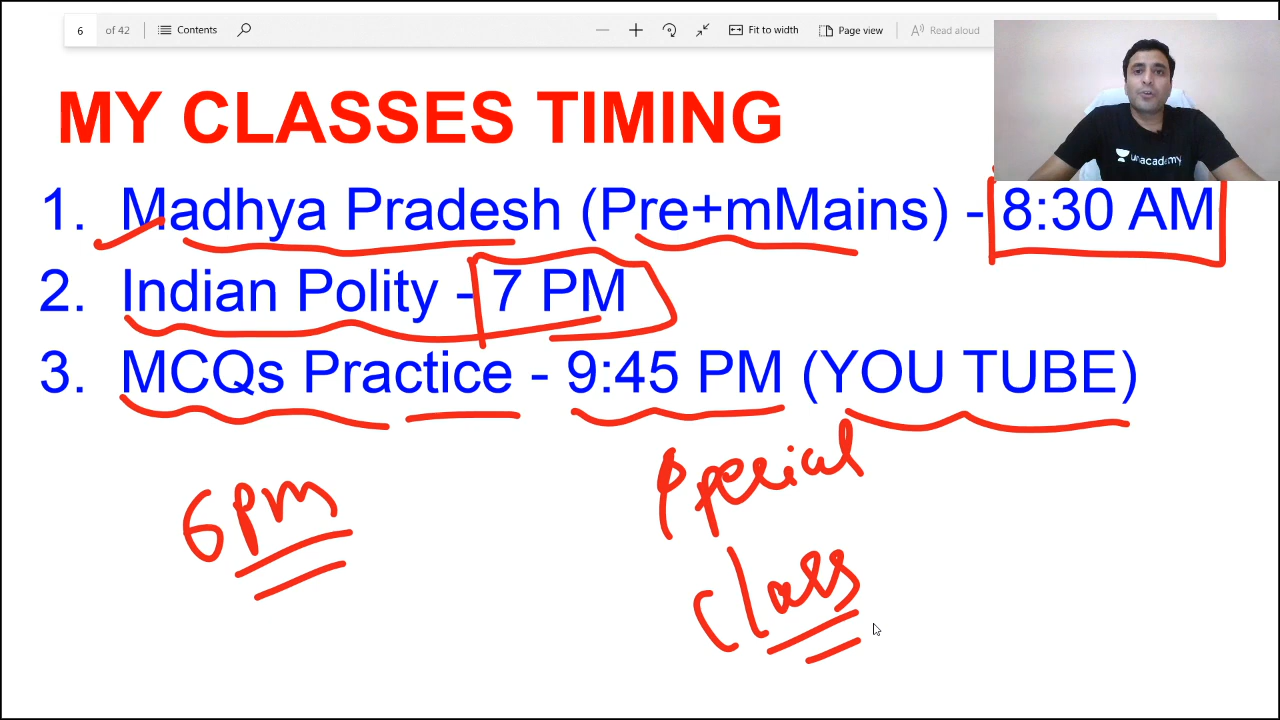 6 of 42 Contents Fit to width Page view Read aloud
unacademy
MY CLASSES TIMING
1. Madhya Pradesh (Pre+mMains) - 8:30 AM
2. Indian Polity - 7 PM
3. MCQs Practice - 9:45 PM (YOU TUBE)
6pm
Special
class